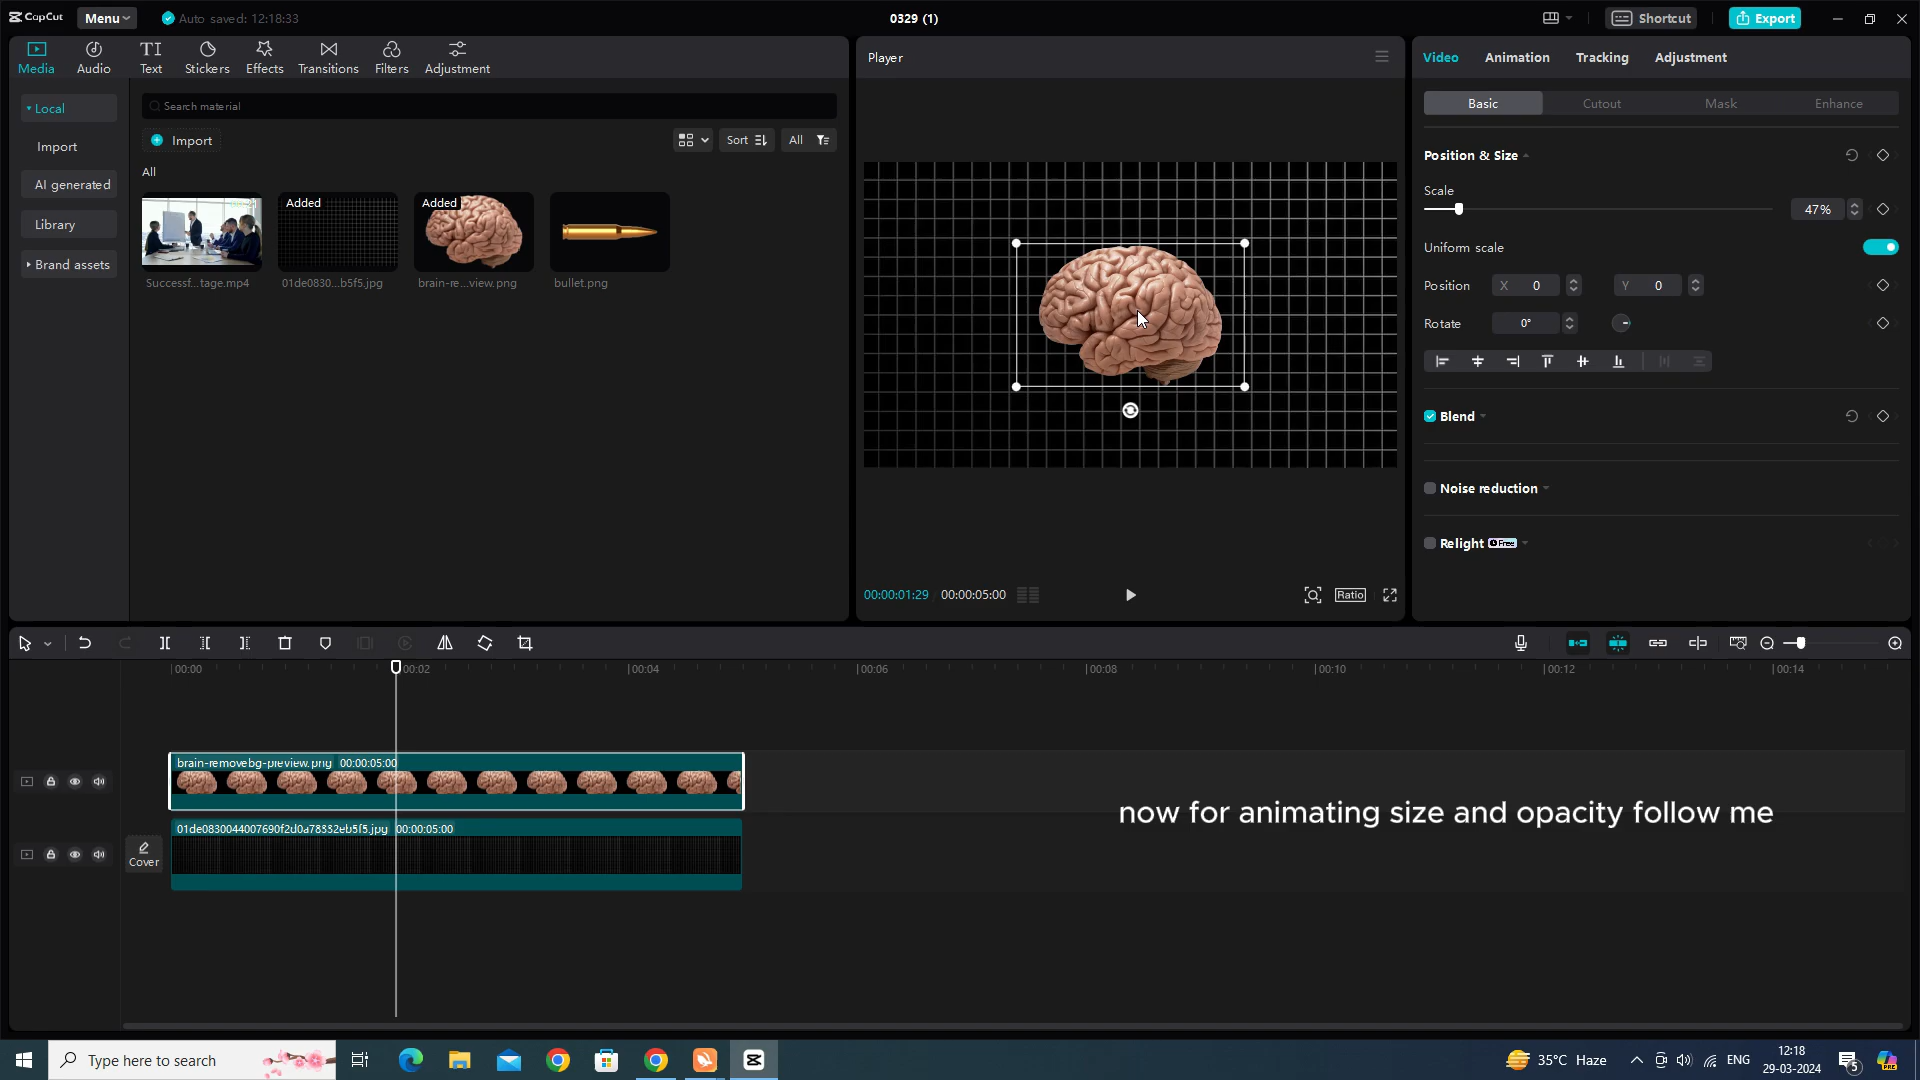 CapCut
Menu
Auto saved: 12:18:33
0329 (1)
Shortcut
Export
Media
Audio
TI
Text
Stickers
Effects
Transitions
Filters
Adjustment
Local
Import
AI generated
Library
Brand assets
Search material
Import
Sort
All
All
Added
Added
Successf...tage.mp4
01de0830...b5f5.jpg
brain-re...view.png
bullet.png
Player
00:00:01:29
00:00:05:00
Ratio
Video
Animation
Tracking
Adjustment
Basic
Cutout
Mask
Enhance
Position & Size
Scale
47%
Uniform scale
Position
X 0
Y 0
Rotate
0°
Blend
Noise reduction
Relight Free
00:00
00:02
00:04
00:06
00:08
00:10
00:12
00:14
brain-removebg-preview.png 00:00:05:00
01de0830044007690f2d0a78332eb5f5.jpg 00:00:05:00
Cover
now for animating size and opacity follow me
Type here to search
35°C Haze
ENG
12:18
29-03-2024
5
PRE